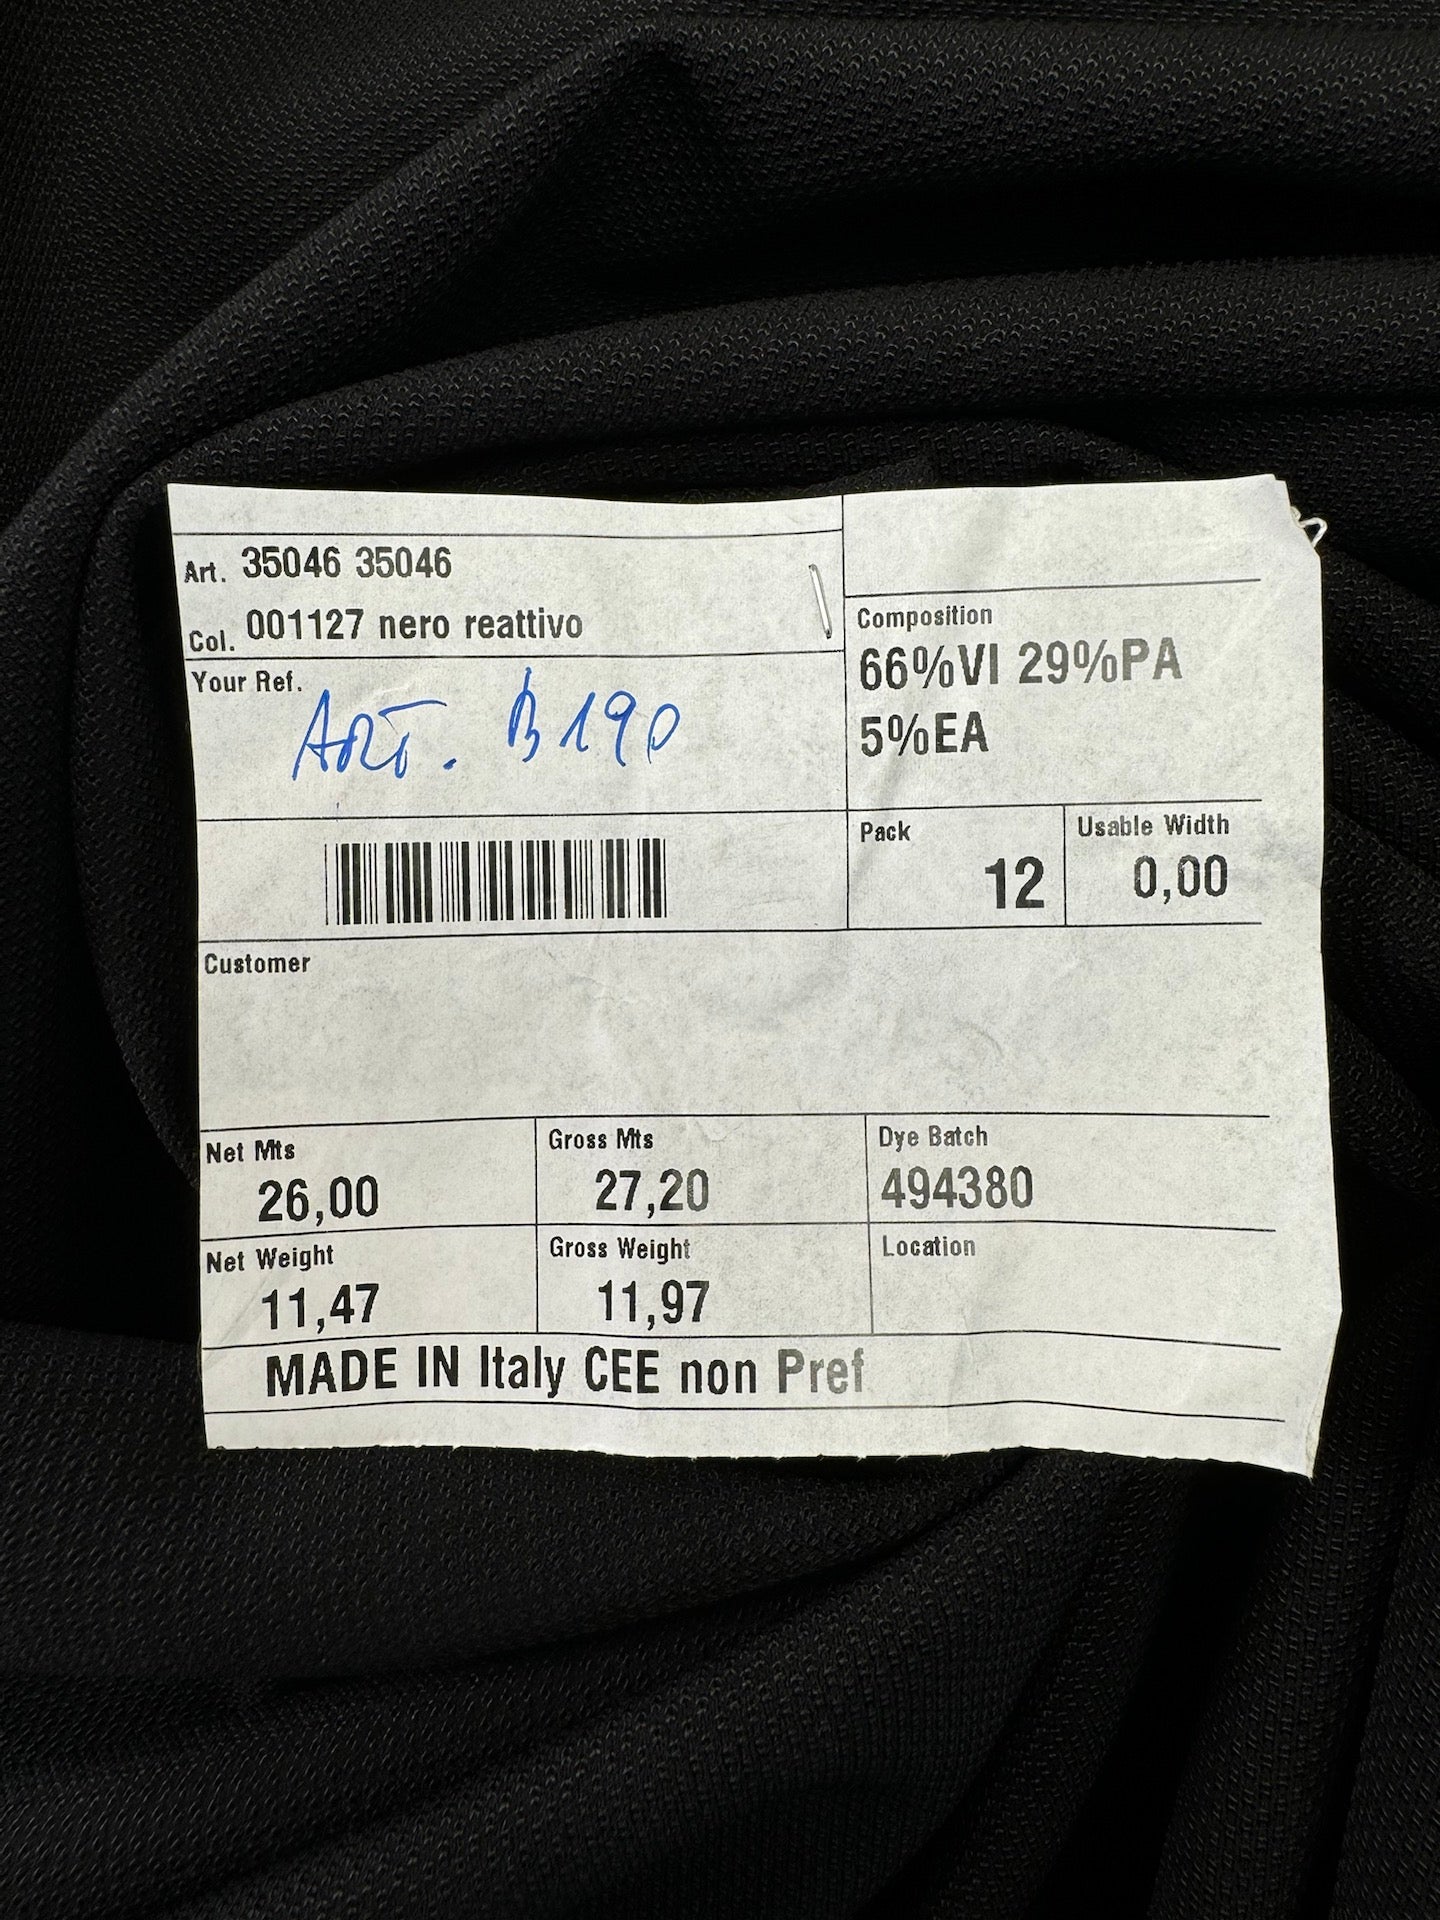 Art. 35046 35046
Col. 001127 nero reattivo
Your Ref.
ART. B190
Composition
66%VI 29%PA
5%EA
Pack
12
Usable Width
0,00
Customer
Net Mts
26,00
Gross Mts
27,20
Dye Batch
494380
Net Weight
11,47
Gross Weight
11,97
Location
MADE IN Italy CEE non Pref